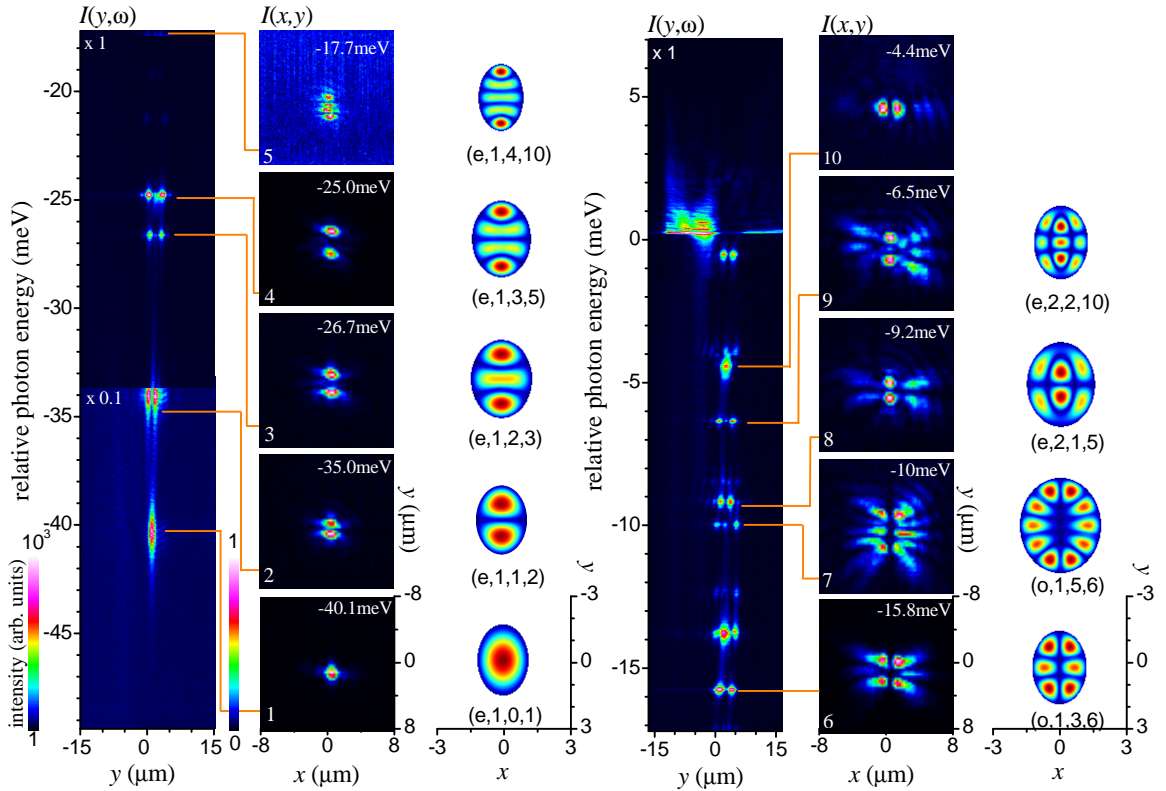 I(y,ω)
I(x,y)
x 1
-20
-25
-30
-35
-40
-45
relative photon energy (meV)
x 0.1
10³
1
intensity (arb. units)
1
0
-15
0
15
y (µm)
-17.7meV
5
-25.0meV
4
-26.7meV
3
-35.0meV
2
-40.1meV
1
-8
0
8
x (µm)
y (µm)
-8
0
8
(e,1,4,10)
(e,1,3,5)
(e,1,2,3)
(e,1,1,2)
(e,1,0,1)
y
-3
0
3
-3
0
3
x
I(y,ω)
I(x,y)
x 1
5
0
-5
-10
-15
relative photon energy (meV)
-15
0
15
y (µm)
-4.4meV
10
-6.5meV
9
-9.2meV
8
-10meV
7
-15.8meV
6
-8
0
8
x (µm)
y (µm)
-8
0
8
(e,2,2,10)
(e,2,1,5)
(o,1,5,6)
(o,1,3,6)
y
-3
0
3
-3
0
3
x